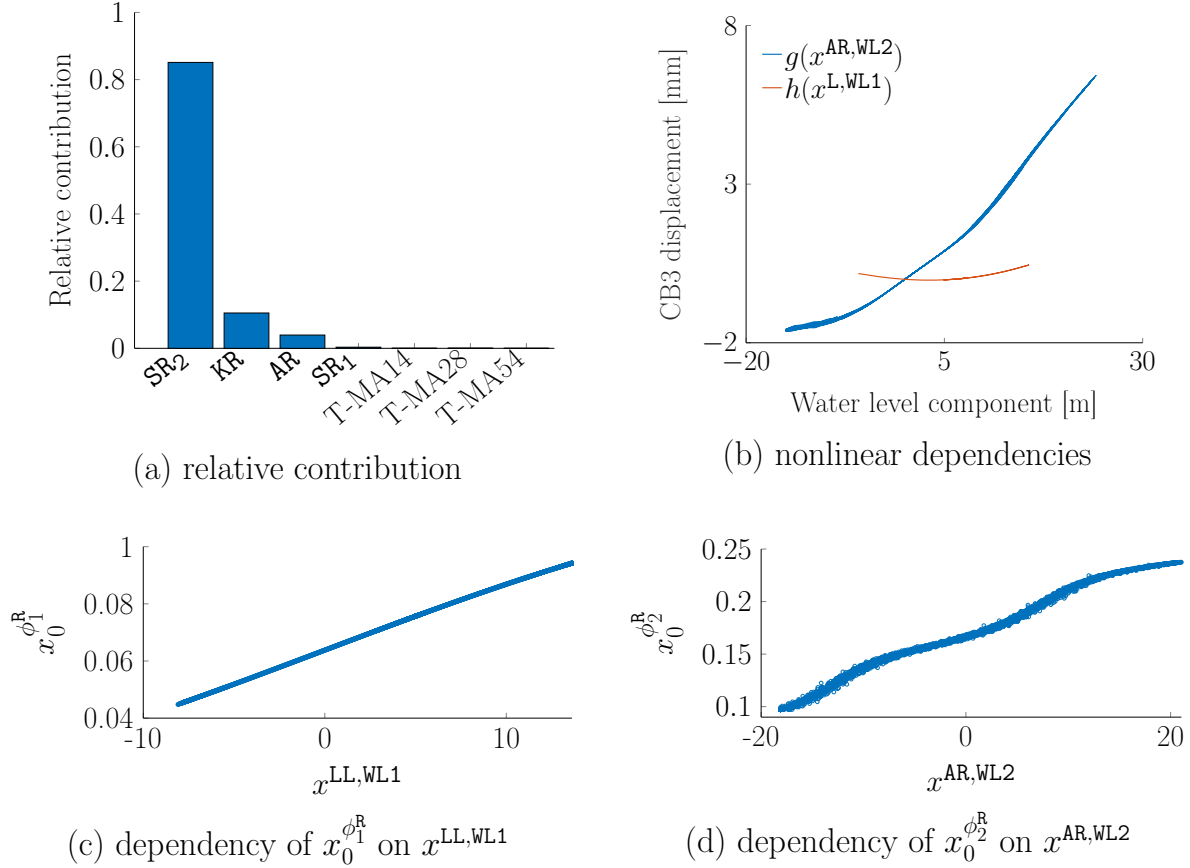 1
0.8
0.6
0.4
0.2
0
Relative contribution
SR₂
KR
AR
SR₁
T-MA14
T-MA28
T-MA54
(a) relative contribution
8
3
−2
CB3 displacement [mm]
g(x^{AR,WL2})
h(x^{L,WL1})
−20 5 30
Water level component [m]
(b) nonlinear dependencies
1
0.08
0.06
0.04
x_0^{ϕ_1^R}
-10 0 10
x^{LL,WL1}
(c) dependency of x_0^{ϕ_1^R} on x^{LL,WL1}
0.25
0.2
0.15
0.1
x_0^{ϕ_2^R}
-20 0 20
x^{AR,WL2}
(d) dependency of x_0^{ϕ_2^R} on x^{AR,WL2}